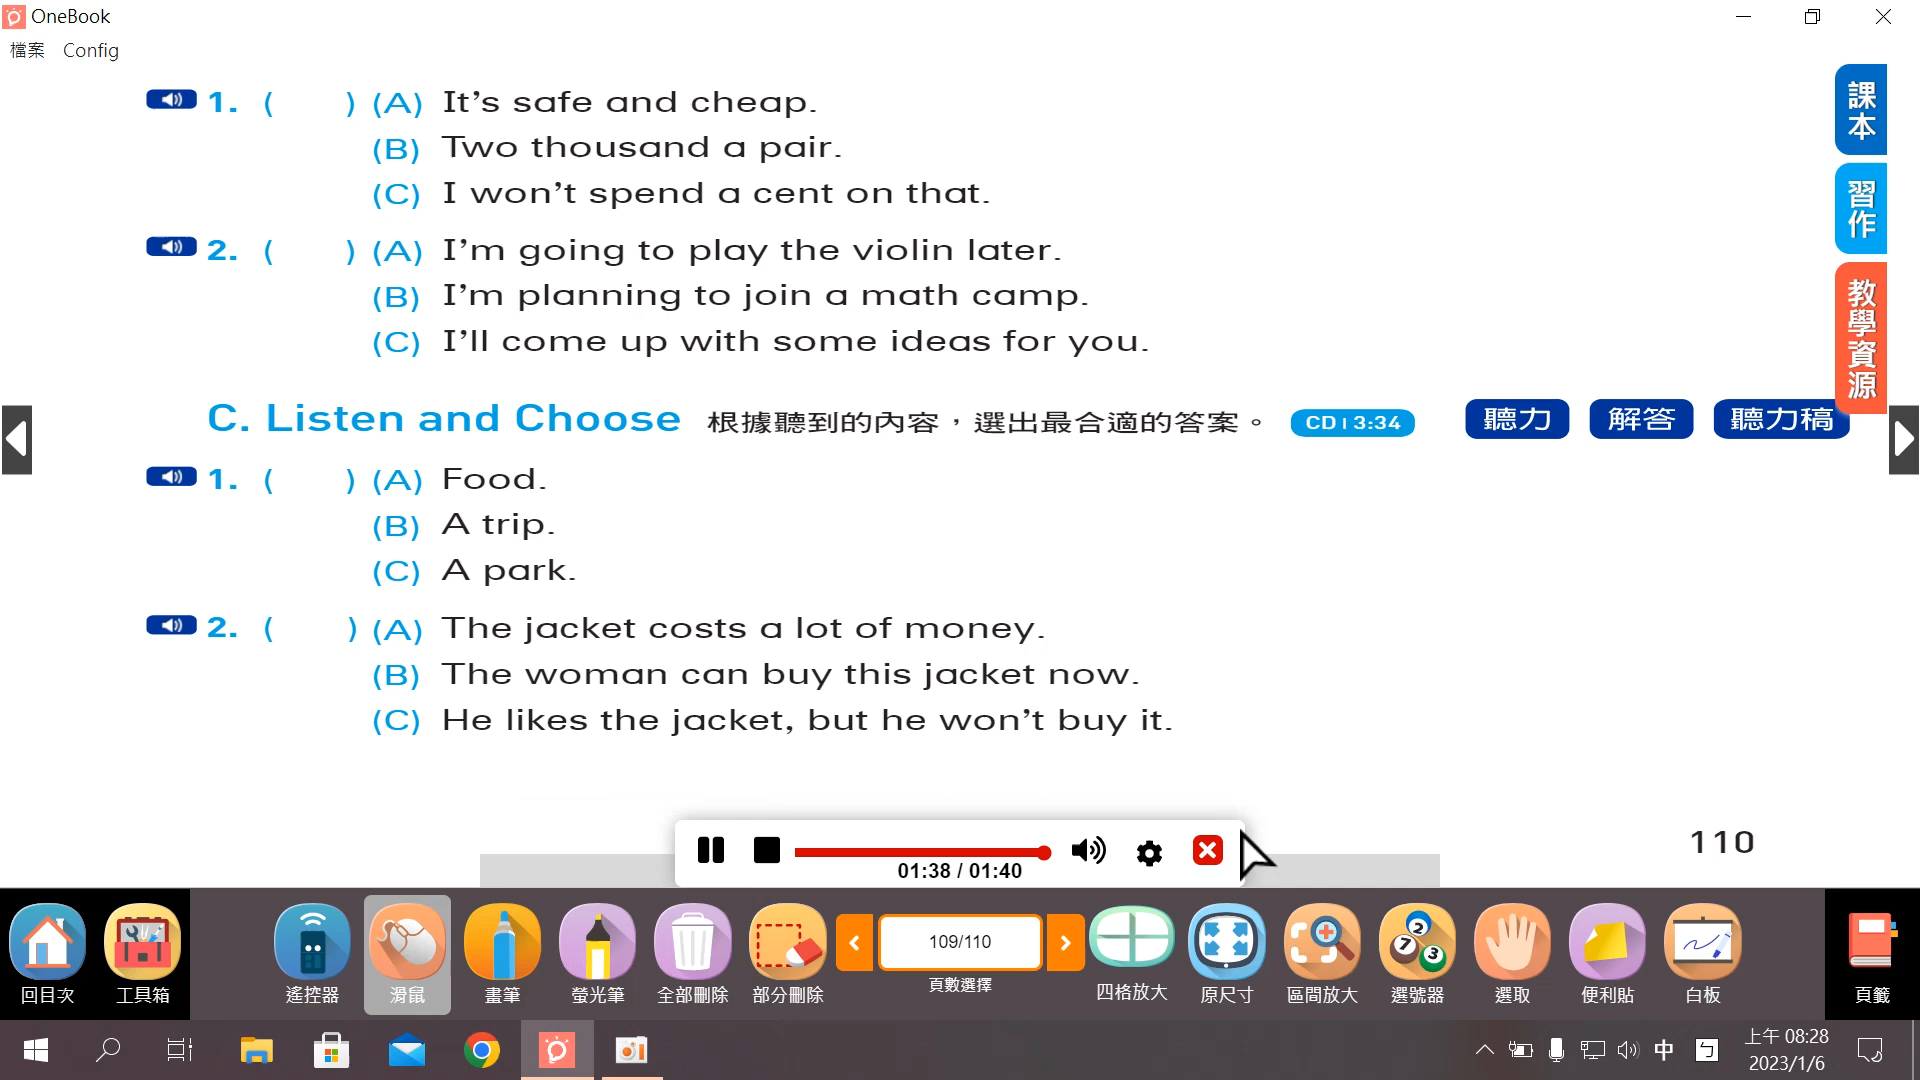 OneBook
檔案 Config
1. ( ) (A) It's safe and cheap.
(B) Two thousand a pair.
(C) I won't spend a cent on that.
2. ( ) (A) I'm going to play the violin later.
(B) I'm planning to join a math camp.
(C) I'll come up with some ideas for you.
C. Listen and Choose 根據聽到的內容，選出最合適的答案。 CD1 3:34 聽力 解答 聽力稿
1. ( ) (A) Food.
(B) A trip.
(C) A park.
2. ( ) (A) The jacket costs a lot of money.
(B) The woman can buy this jacket now.
(C) He likes the jacket, but he won't buy it.
課本
習作
教學資源
110
01:38 / 01:40
109/110
回目次 工具箱 遙控器 滑鼠 畫筆 螢光筆 全部刪除 部分刪除 頁數選擇 四格放大 原尺寸 區間放大 選號器 選取 便利貼 白板 頁籤
2
7
3
中 ㄅ 上午 08:28
2023/1/6